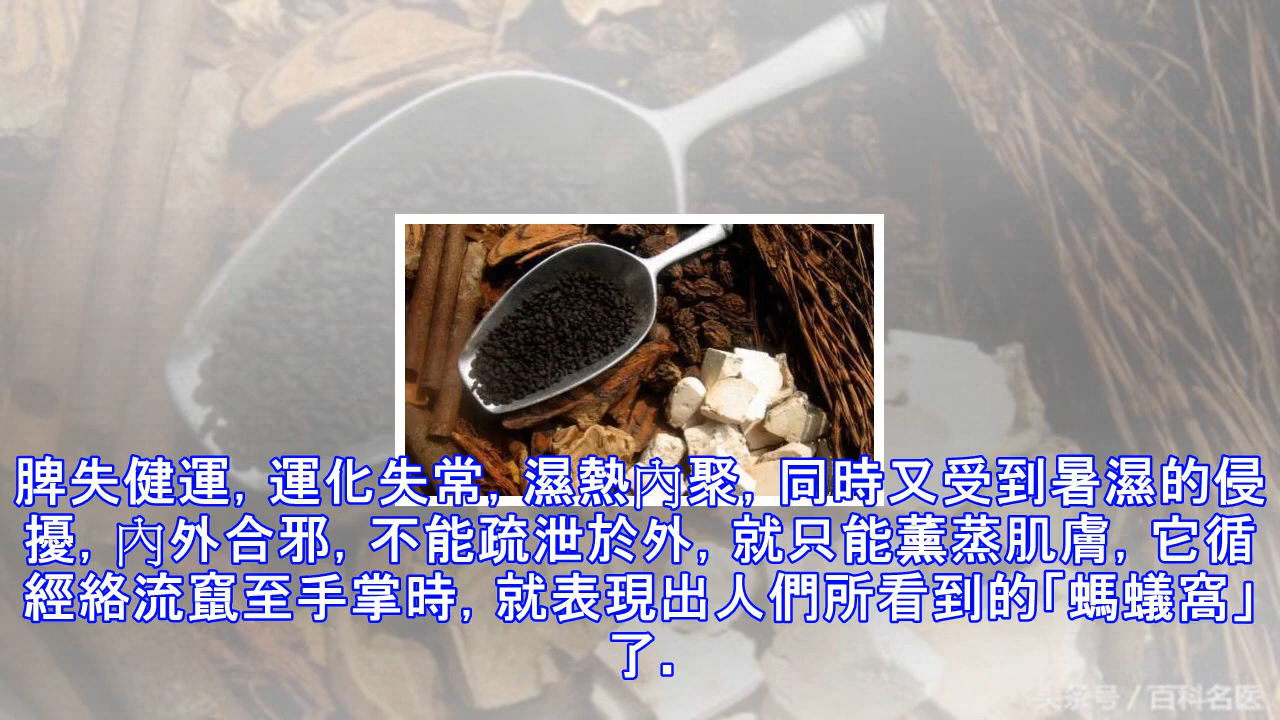 脾失健運, 運化失常, 濕熱內聚, 同時又受到暑濕的侵
擾, 內外合邪, 不能疏泄於外, 就只能薰蒸肌膚, 它循
經絡流竄至手掌時, 就表現出人們所看到的「螞蟻窩」
了.
头条号 / 百科名医